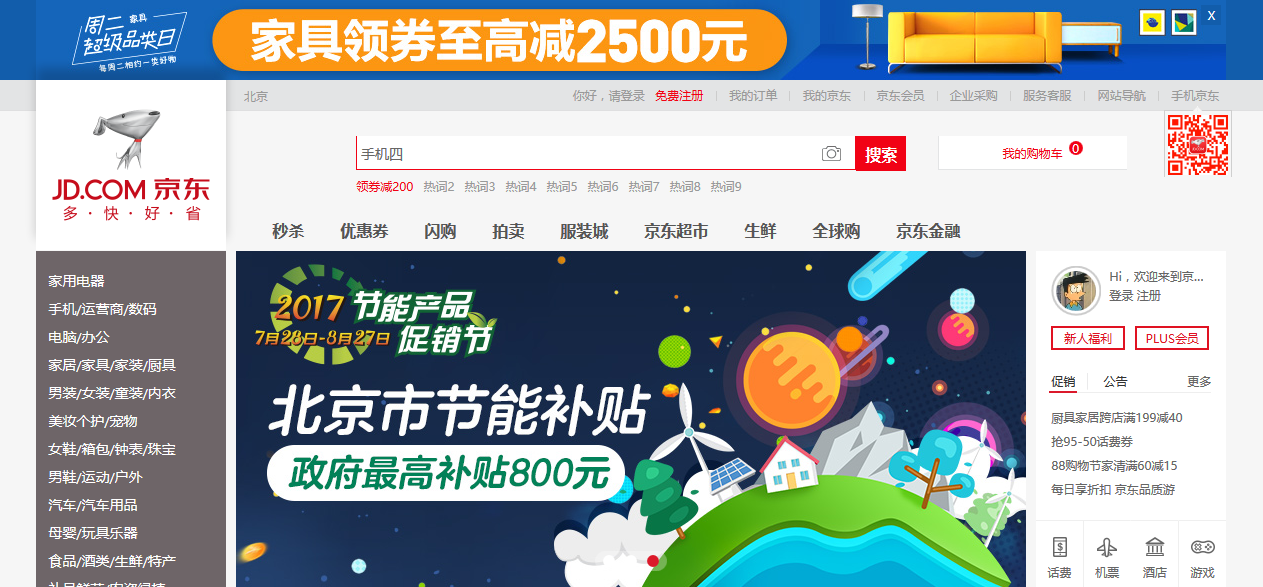 周二 家具
超级品类日
每周二相约一类好物
家具领券至高减2500元
X
北京
你好，请登录 免费注册 我的订单 我的京东 京东会员 企业采购 服务客服 网站导航 手机京东
JD.COM 京东
多·快·好·省
手机四
搜索
我的购物车 0
领券减200 热词2 热词3 热词4 热词5 热词6 热词7 热词8 热词9
秒杀 优惠券 闪购 拍卖 服装城 京东超市 生鲜 全球购 京东金融
家用电器
手机/运营商/数码
电脑/办公
家居/家具/家装/厨具
男装/女装/童装/内衣
美妆个护/宠物
女鞋/箱包/钟表/珠宝
男鞋/运动/户外
汽车/汽车用品
母婴/玩具乐器
食品/酒类/生鲜/特产
2017 节能产品
7月28日-8月27日 促销节
北京市节能补贴
政府最高补贴800元
Hi，欢迎来到京...
登录 注册
新人福利 PLUS会员
促销 公告 更多
厨具家居跨店满199减40
抢95-50话费券
88购物节家清满60减15
每日享折扣 京东品质游
话费 机票 酒店 游戏